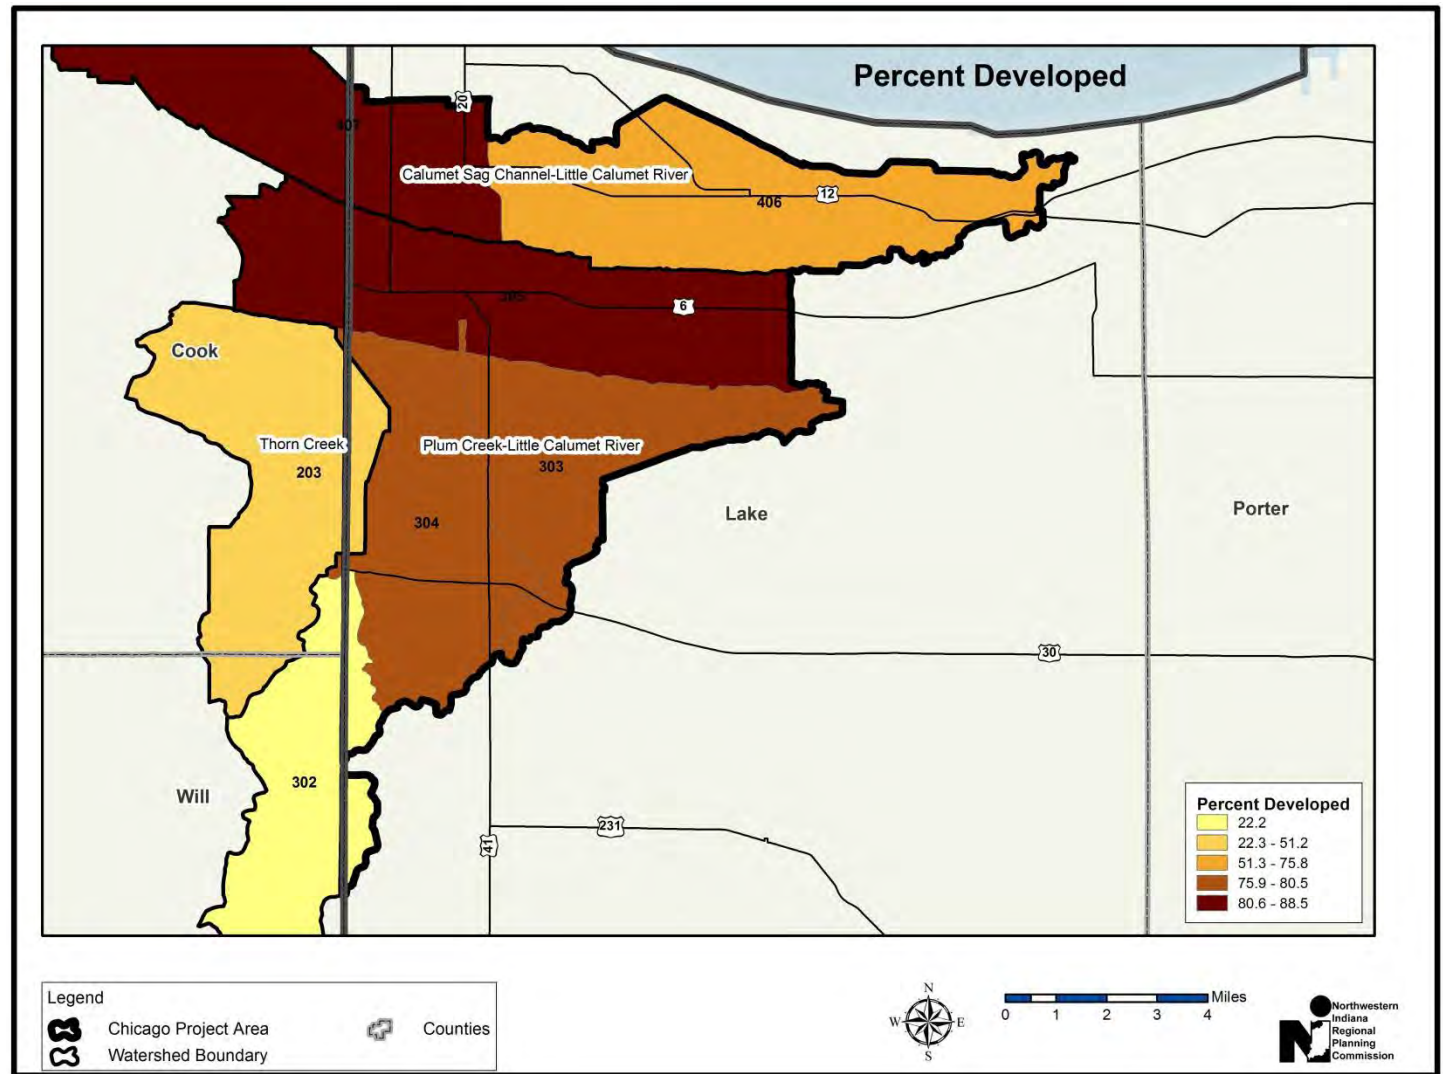 Percent Developed
20
407
Calumet Sag Channel-Little Calumet River
12
406
305
6
Cook
Thorn Creek
Plum Creek-Little Calumet River
203
303
304
Lake
Porter
30
302
Will
231
41
Percent Developed
22.2
22.3 - 51.2
51.3 - 75.8
75.9 - 80.5
80.6 - 88.5
Legend
Chicago Project Area
Counties
Watershed Boundary
N
W
E
S
Miles
0 1 2 3 4
Northwestern
Indiana
Regional
Planning
Commission